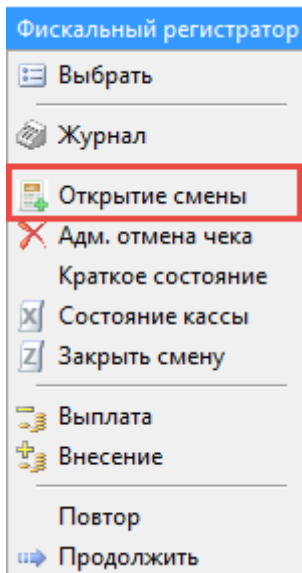 Фискальный регистратор
Выбрать
Журнал
Открытие смены
Адм. отмена чека
Краткое состояние
X Состояние кассы
Z Закрыть смену
Выплата
Внесение
Повтор
Продолжить